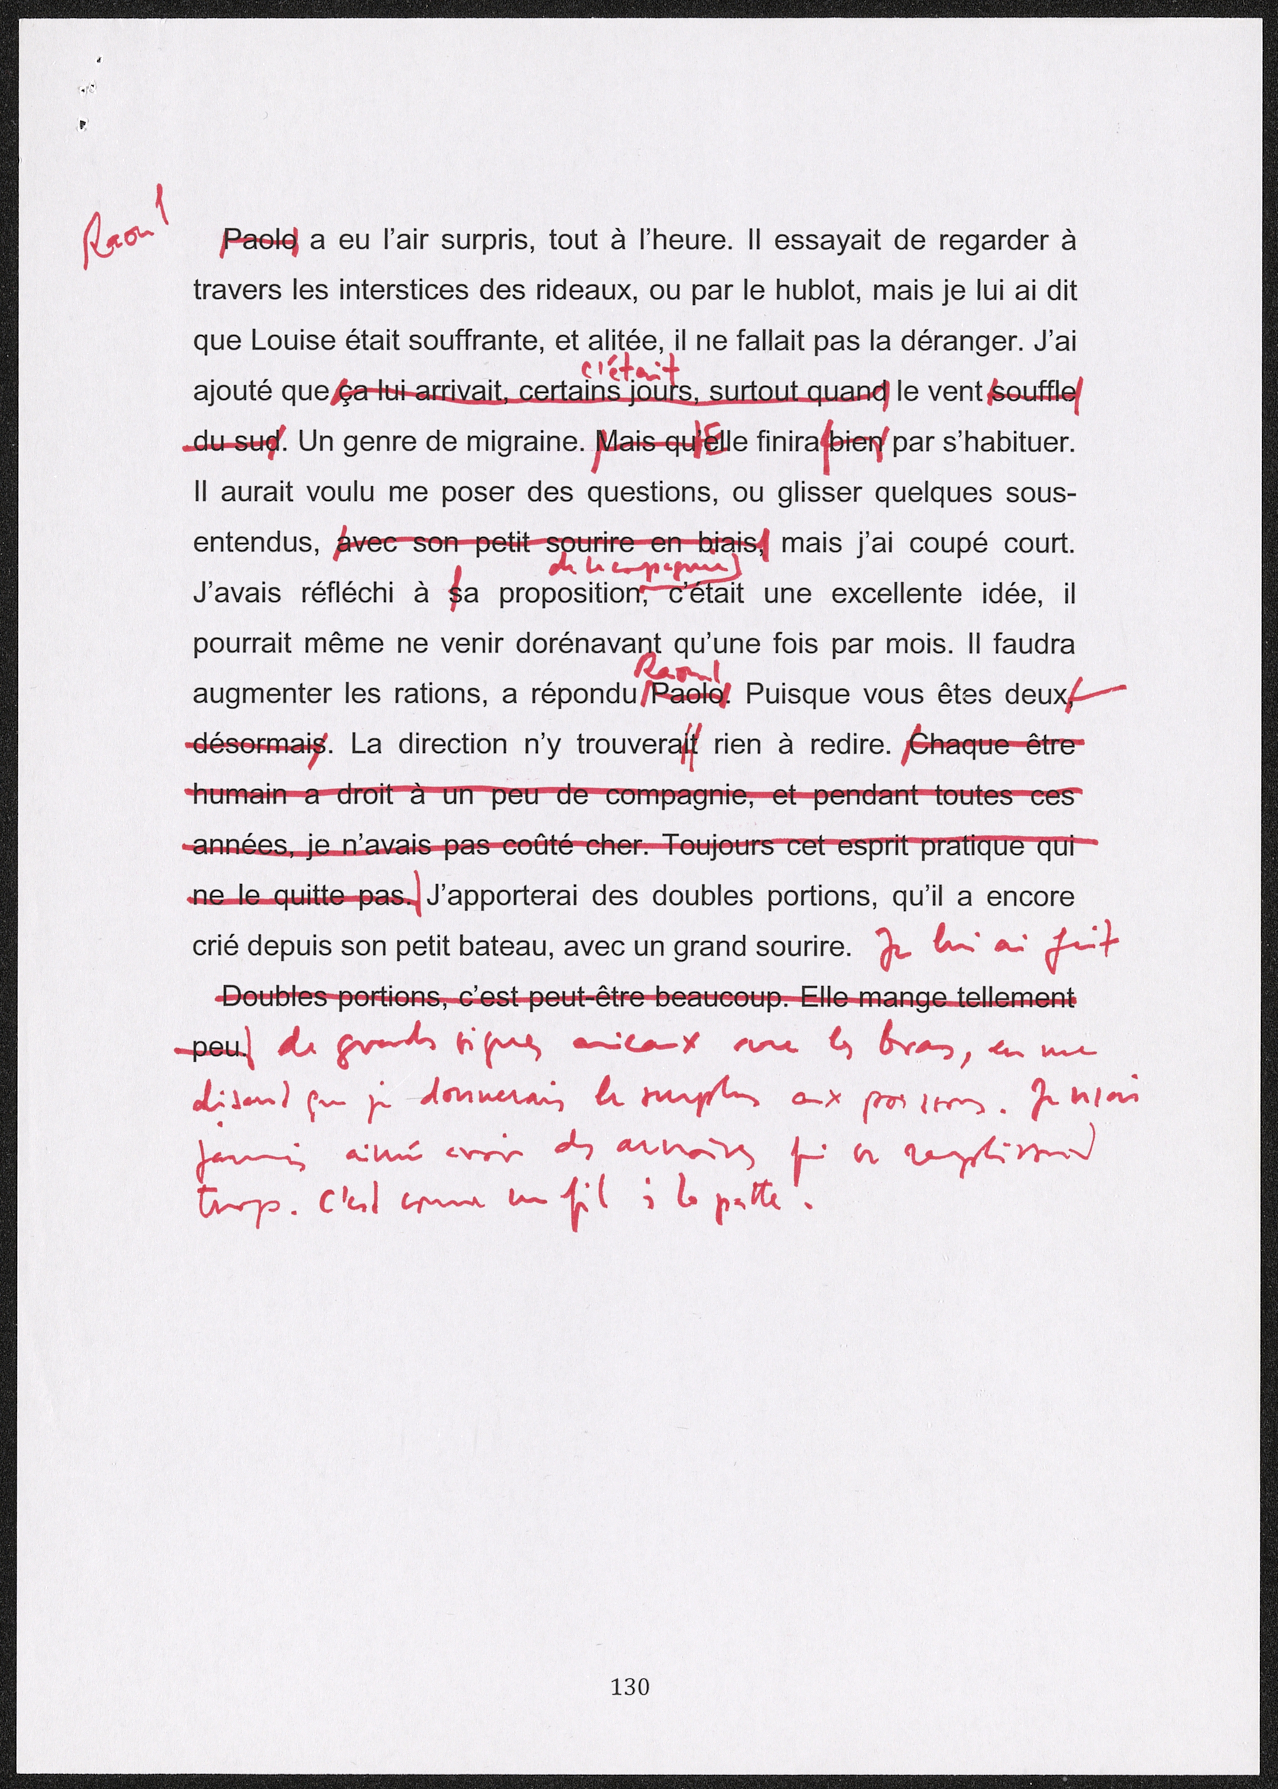 Raoul
Paolo a eu l’air surpris, tout à l’heure. Il essayait de regarder à
travers les interstices des rideaux, ou par le hublot, mais je lui ai dit
que Louise était souffrante, et alitée, il ne fallait pas la déranger. J’ai
c'était
ajouté que ça lui arrivait, certains jours, surtout quand le vent souffle
du sud. Un genre de migraine. Mais qu’elle finira bien par s’habituer.
E
Il aurait voulu me poser des questions, ou glisser quelques sous-
entendus, avec son petit sourire en biais, mais j’ai coupé court.
de la compagnie
J’avais réfléchi à sa proposition, c’était une excellente idée, il
pourrait même ne venir dorénavant qu’une fois par mois. Il faudra
Raoul
augmenter les rations, a répondu Paolo. Puisque vous êtes deux,
désormais. La direction n’y trouverait rien à redire. Chaque être
humain a droit à un peu de compagnie, et pendant toutes ces
années, je n’avais pas coûté cher. Toujours cet esprit pratique qui
ne le quitte pas. J’apporterai des doubles portions, qu’il a encore
crié depuis son petit bateau, avec un grand sourire. Je lui ai fait
Doubles portions, c’est peut-être beaucoup. Elle mange tellement
peu. de grands signes amicaux avec les bras, en me
disant que je donnerais le surplus aux poissons. Je n'ai
jamais aimé avoir des armoires qui se remplissent
trop. C'est comme un fil à la patte.
130